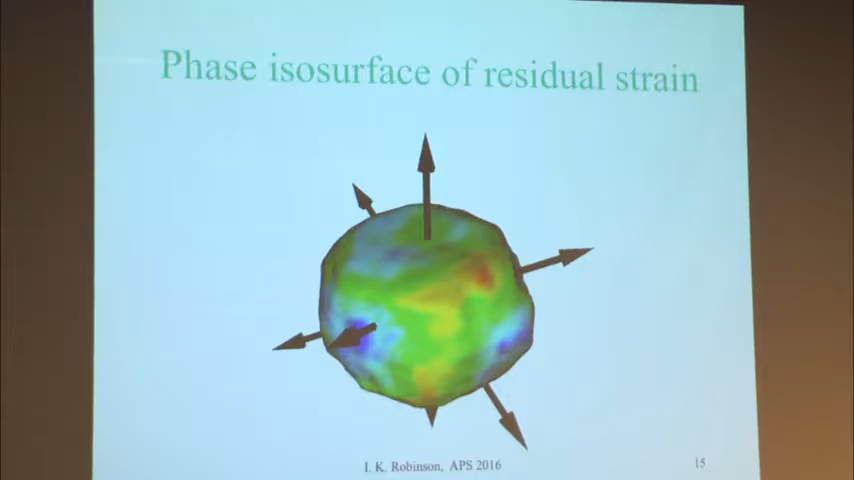 Phase isosurface of residual strain
I. K. Robinson, APS 2016
15